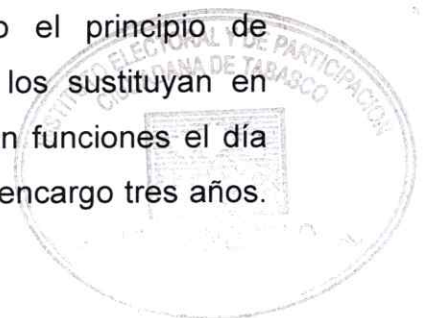 o el principio de
los sustituyan en
n funciones el día
encargo tres años.
INSTITUTO ELECTORAL Y DE PARTICIPACIÓN
CIUDADANA DE TABASCO